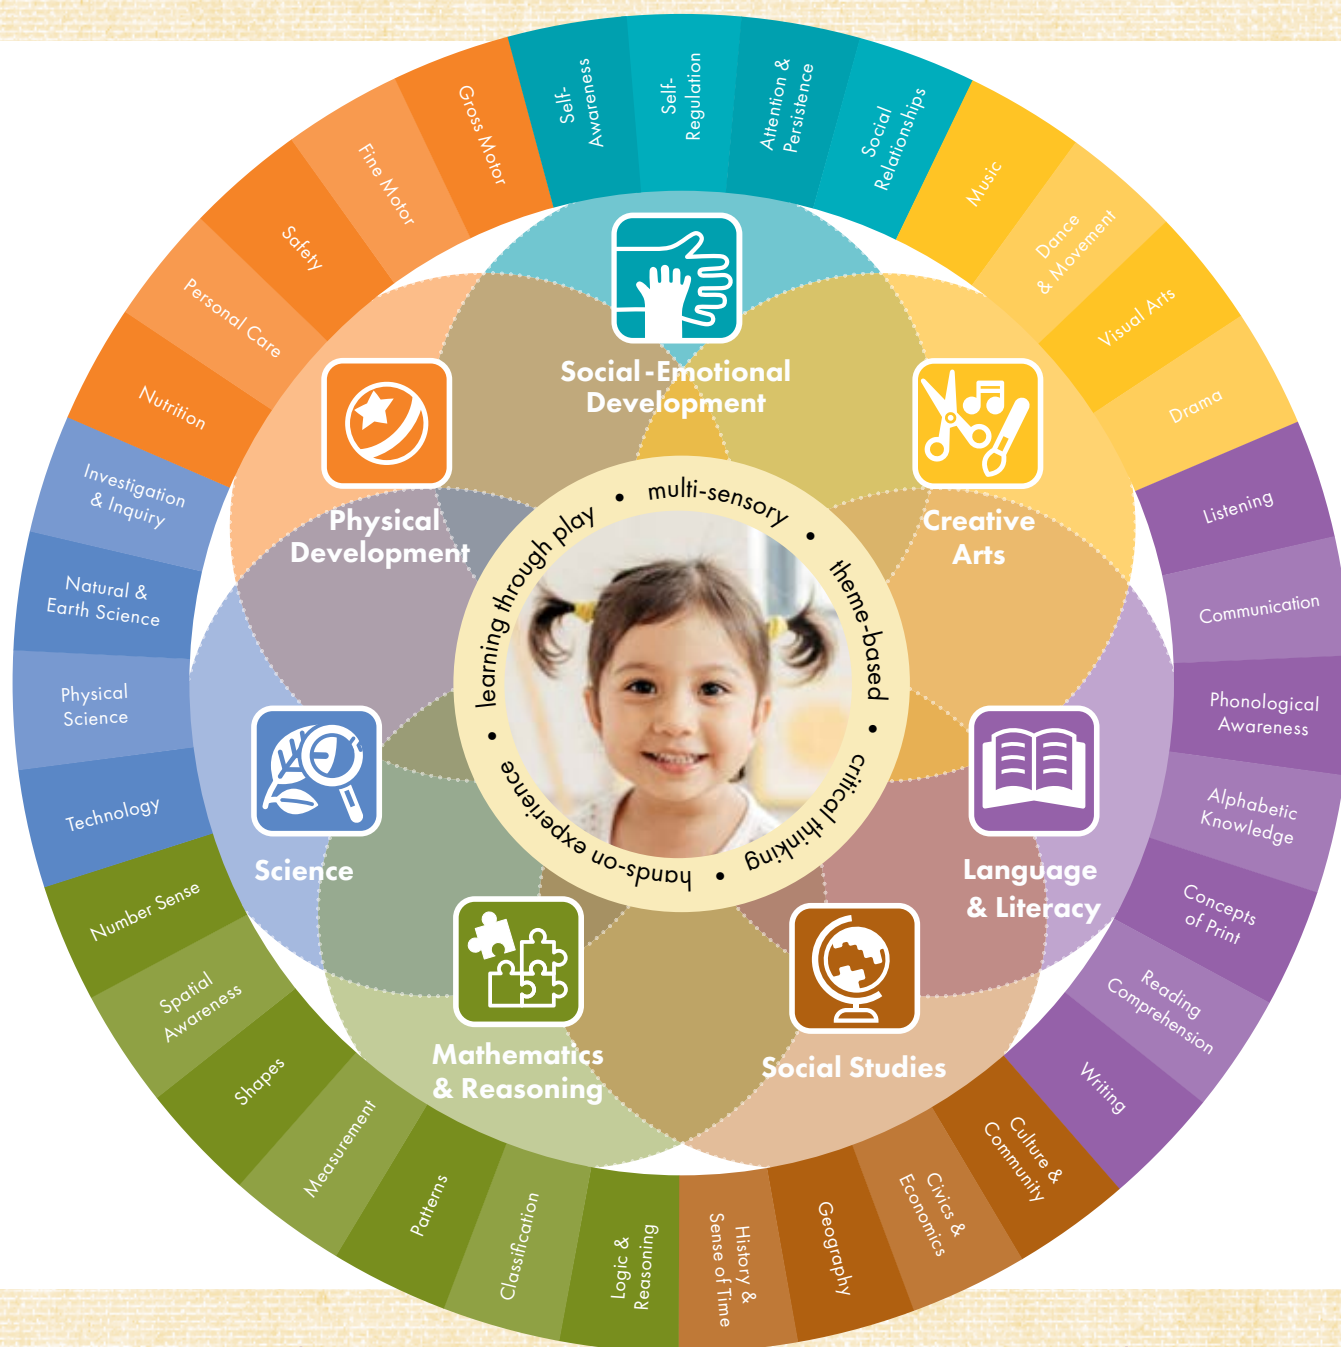 Self-
Awareness
Self-
Regulation
Attention &
Persistence
Social
Relationships
Music
Dance
& Movement
Visual Arts
Drama
Listening
Communication
Phonological
Awareness
Alphabetic
Knowledge
Concepts
of Print
Reading
Comprehension
Writing
Culture &
Community
Civics &
Economics
Geography
History &
Sense of Time
Logic &
Reasoning
Classification
Patterns
Measurement
Shapes
Spatial
Awareness
Number Sense
Technology
Physical
Science
Natural &
Earth Science
Investigation
& Inquiry
Nutrition
Personal Care
Safety
Fine Motor
Gross Motor
Social-Emotional
Development
Creative
Arts
Language
& Literacy
Social Studies
Mathematics
& Reasoning
Science
Physical
Development
learning through play • multi-sensory • theme-based • critical thinking • hands-on experience •